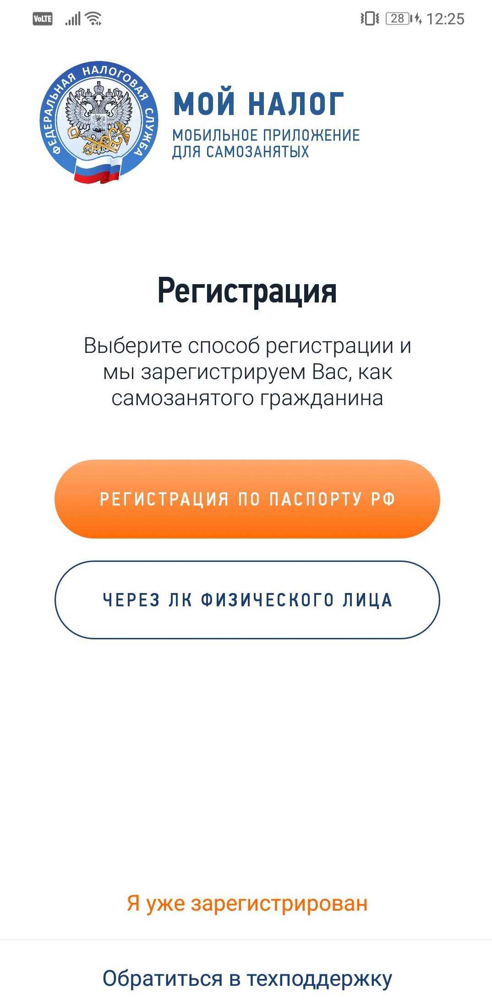 VoLTE 28 12:25
ФЕДЕРАЛЬНАЯ НАЛОГОВАЯ СЛУЖБА
МОЙ НАЛОГ
МОБИЛЬНОЕ ПРИЛОЖЕНИЕ
ДЛЯ САМОЗАНЯТЫХ
Регистрация
Выберите способ регистрации и
мы зарегистрируем Вас, как
самозанятого гражданина
РЕГИСТРАЦИЯ ПО ПАСПОРТУ РФ
ЧЕРЕЗ ЛК ФИЗИЧЕСКОГО ЛИЦА
Я уже зарегистрирован
Обратиться в техподдержку